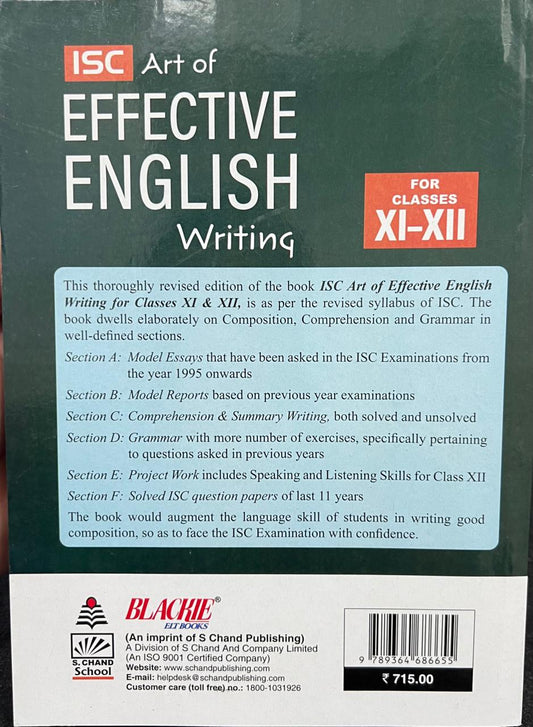 ISC Art of
EFFECTIVE
ENGLISH
Writing
FOR
CLASSES
XI–XII
This thoroughly revised edition of the book ISC Art of Effective English
Writing for Classes XI & XII, is as per the revised syllabus of ISC. The
book dwells elaborately on Composition, Comprehension and Grammar in
well-defined sections.
Section A: Model Essays that have been asked in the ISC Examinations from
the year 1995 onwards
Section B: Model Reports based on previous year examinations
Section C: Comprehension & Summary Writing, both solved and unsolved
Section D: Grammar with more number of exercises, specifically pertaining
to questions asked in previous years
Section E: Project Work includes Speaking and Listening Skills for Class XII
Section F: Solved ISC question papers of last 11 years
The book would augment the language skill of students in writing good
composition, so as to face the ISC Examination with confidence.
BLACKIE®
ELT BOOKS
(An imprint of S Chand Publishing)
A Division of S Chand And Company Limited
(An ISO 9001 Certified Company)
Website: www.schandpublishing.com
E-mail: helpdesk@schandpublishing.com
Customer care (toll free) no.: 1800-1031926
S. CHAND
School
9 789364 686655
₹ 715.00